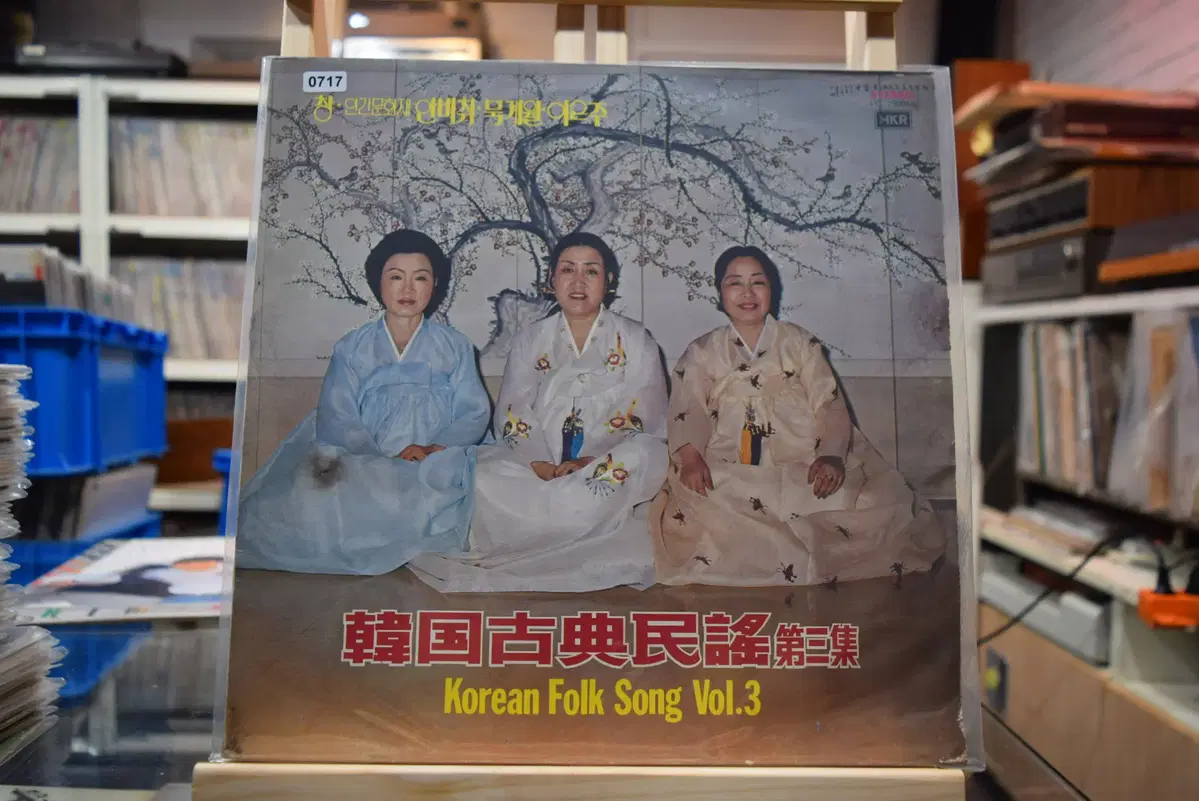 0717
창·인간문화재 안비취·묵계월 이은주
STEREO
HKR
韓国古典民謠 第三集
Korean Folk Song Vol.3